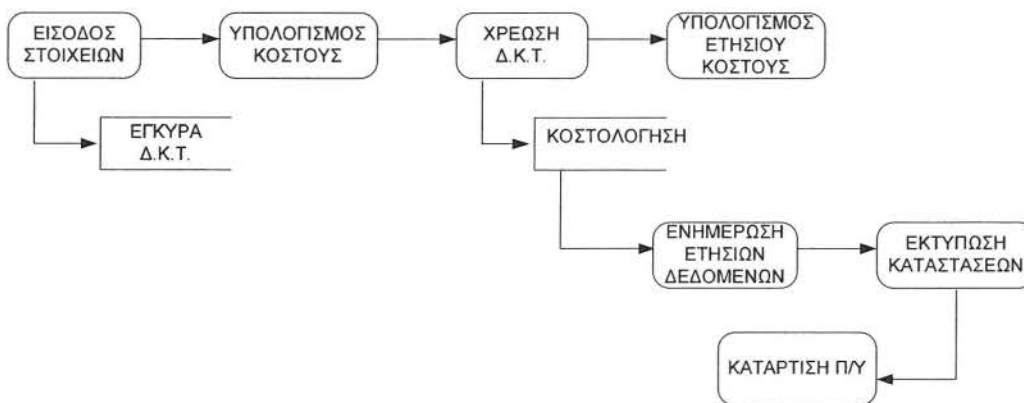 ΕΙΣΟΔΟΣ
ΣΤΟΙΧΕΙΩΝ
ΥΠΟΛΟΓΙΣΜΟΣ
ΚΟΣΤΟΥΣ
ΧΡΕΩΣΗ
Δ.Κ.Τ.
ΥΠΟΛΟΓΙΣΜΟΣ
ΕΤΗΣΙΟΥ
ΚΟΣΤΟΥΣ
ΕΓΚΥΡΑ
Δ.Κ.Τ.
ΚΟΣΤΟΛΟΓΗΣΗ
ΕΝΗΜΕΡΩΣΗ
ΕΤΗΣΙΩΝ
ΔΕΔΟΜΕΝΩΝ
ΕΚΤΥΠΩΣΗ
ΚΑΤΑΣΤΑΣΕΩΝ
ΚΑΤΑΡΤΙΣΗ Π/Υ